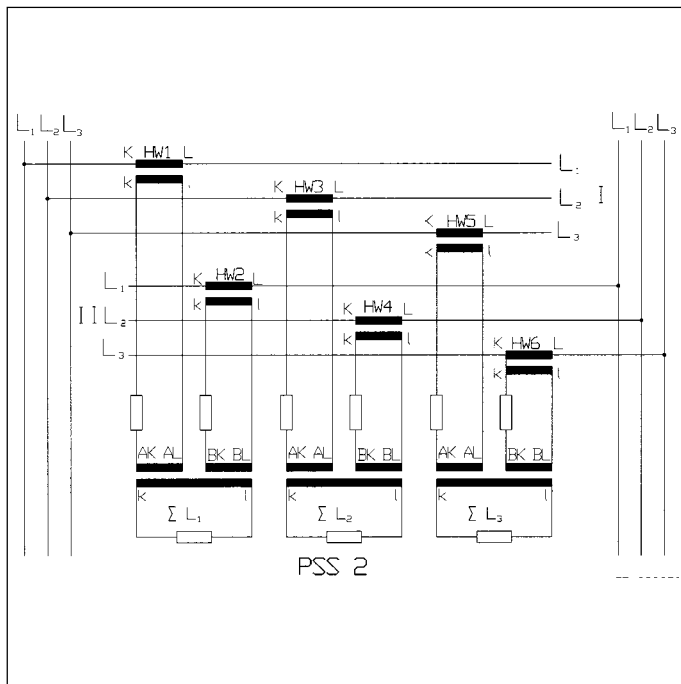 L₁ L₂ L₃ L₁ L₂ L₃
K HW1 L L₁
k
K HW3 L L₂ I
k l
K HW5 L L₃
k l
L₁ K HW2 L
k l
II L₂ K HW4 L
k l
L₃ K HW6 L
k l
AK AL BK BL AK AL BK BL AK AL BK BL
k l k l k l
Σ L₁ Σ L₂ Σ L₃
PSS 2